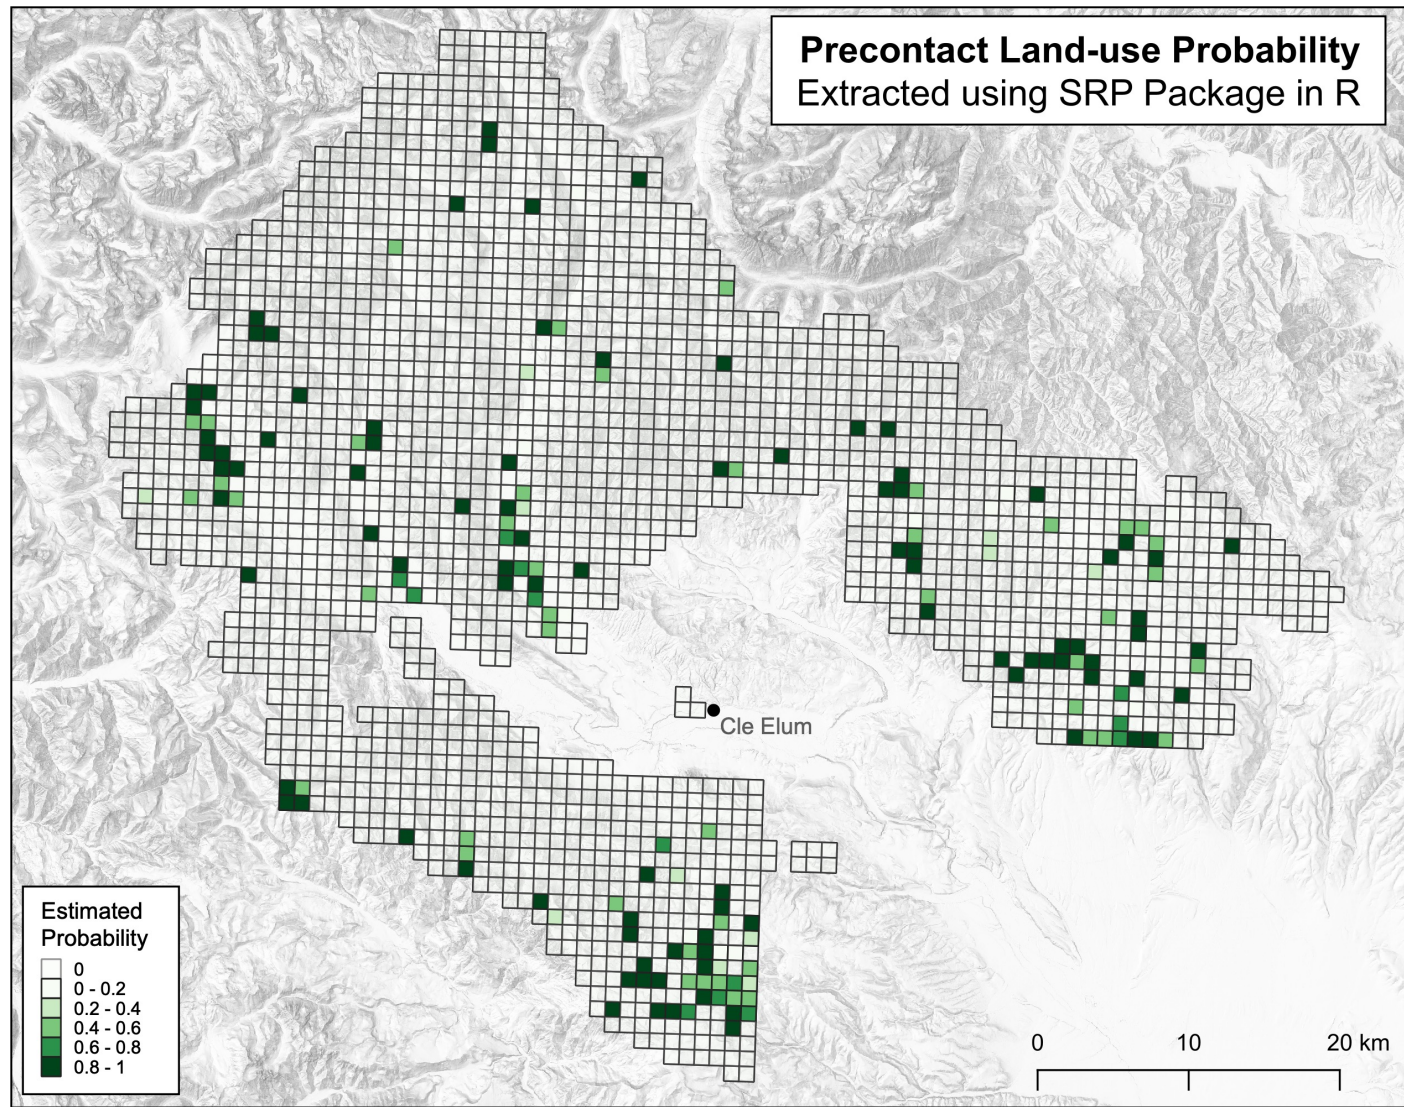 Precontact Land-use Probability
Extracted using SRP Package in R
Cle Elum
Estimated
Probability
0
0 - 0.2
0.2 - 0.4
0.4 - 0.6
0.6 - 0.8
0.8 - 1
0 10 20 km